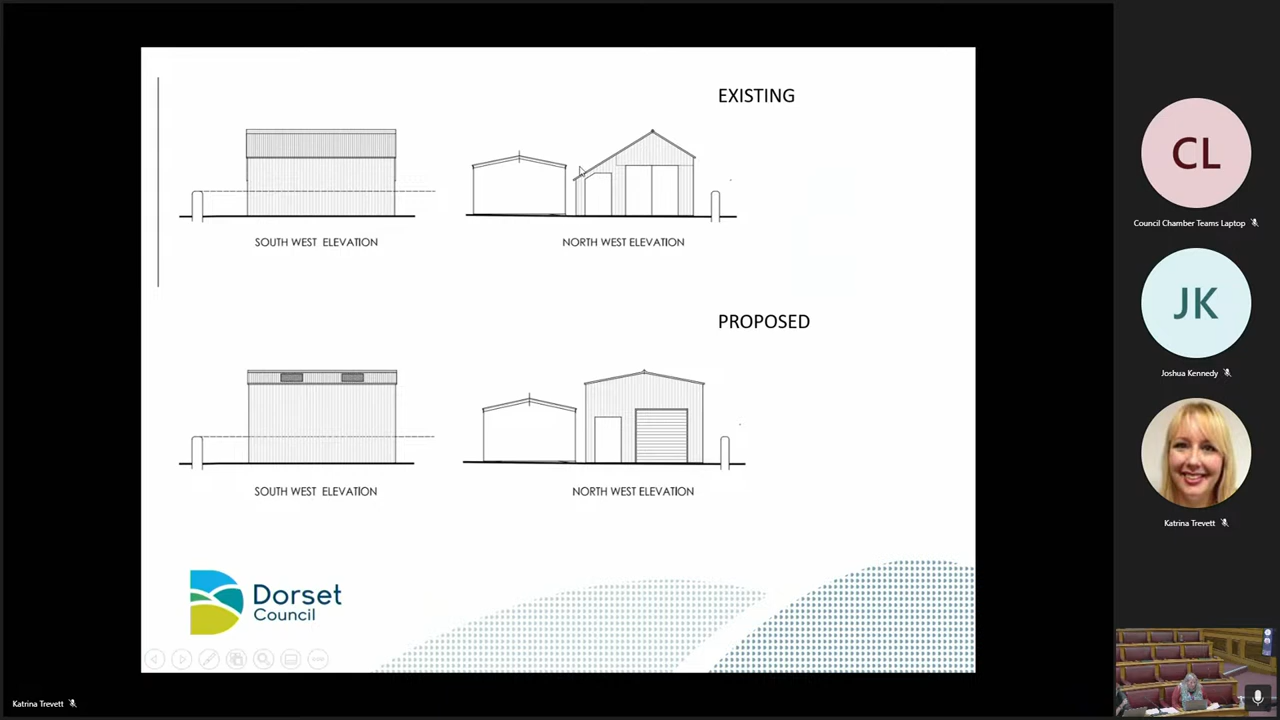 EXISTING
SOUTH WEST ELEVATION
NORTH WEST ELEVATION
PROPOSED
SOUTH WEST ELEVATION
NORTH WEST ELEVATION
Dorset
Council
CL
Council Chamber Teams Laptop
JK
Joshua Kennedy
Katrina Trevett
Katrina Trevett